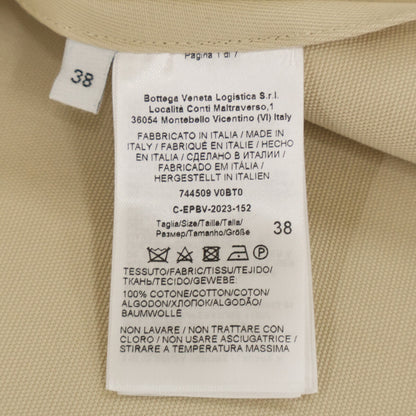 38
Pagina 1 di 7
Bottega Veneta Logistica S.r.l.
Località Conti Maltraverso,1
36054 Montebello Vicentino (VI) Italy
FABBRICATO IN ITALIA / MADE IN
ITALY / FABRIQUÉ EN ITALIE / HECHO
EN ITALIA / СДЕЛАНО В ИТАЛИИ /
FABRICADO EM ITÀLIA /
HERGESTELLT IN ITALIEN
744509 V0BT0
C-EPBV-2023-152
Taglia/Size/Taille/Talla/
Размер/Tamanho/Größe 38
TESSUTO/FABRIC/TISSU/TEJIDO/
ТКАНЬ/TECIDO/GEWEBE
100% COTONE/COTTON/COTON/
ALGODON/ХЛОПОК/ALGODÃO/
BAUMWOLLE
NON LAVARE / NON TRATTARE CON
CLORO / NON USARE ASCIUGATRICE /
STIRARE A TEMPERATURA MASSIMA